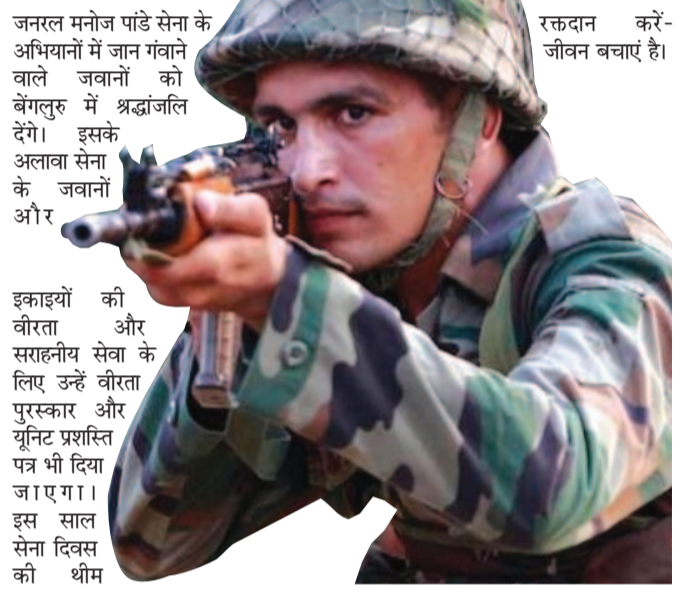 जनरल मनोज पांडे सेना के
अभियानों में जान गंवाने
वाले जवानों को
बेंगलुरु में श्रद्धांजलि
देंगे। इसके
अलावा सेना
के जवानों
और
इकाइयों की
वीरता और
सराहनीय सेवा के
लिए उन्हें वीरता
पुरस्कार और
यूनिट प्रशस्ति
पत्र भी दिया
जाएगा।
इस साल
सेना दिवस
की थीम
रक्तदान करें-
जीवन बचाएं है।